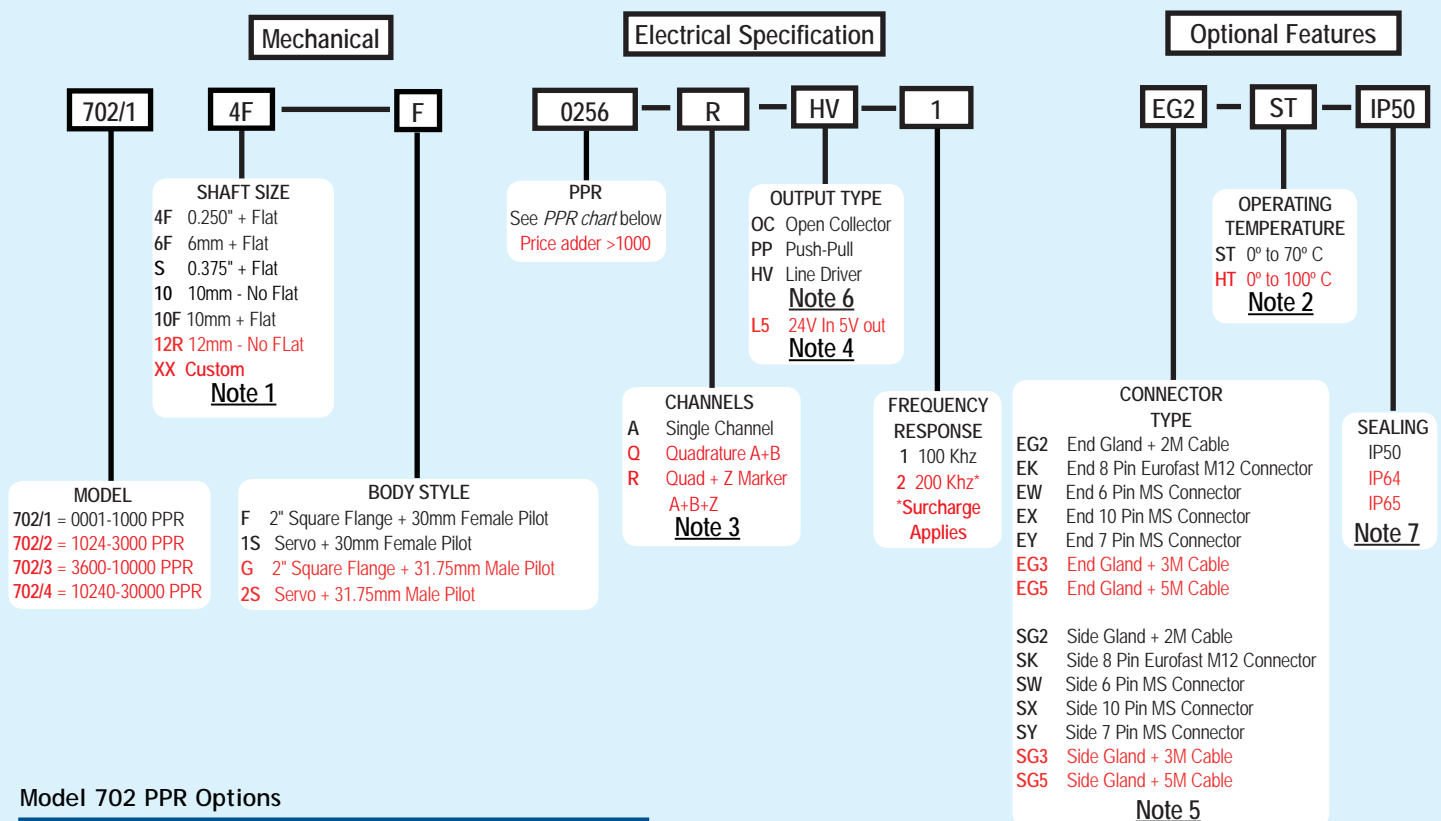 Mechanical
Electrical Specification
Optional Features
702/1
4F
F
0256
R
HV
1
EG2
ST
IP50
SHAFT SIZE
4F 0.250" + Flat
6F 6mm + Flat
S 0.375" + Flat
10 10mm - No Flat
10F 10mm + Flat
12R 12mm - No FLat
XX Custom
Note 1
PPR
See PPR chart below
Price adder >1000
OUTPUT TYPE
OC Open Collector
PP Push-Pull
HV Line Driver
Note 6
L5 24V In 5V out
Note 4
OPERATING
TEMPERATURE
ST 0º to 70º C
HT 0º to 100º C
Note 2
MODEL
702/1 = 0001-1000 PPR
702/2 = 1024-3000 PPR
702/3 = 3600-10000 PPR
702/4 = 10240-30000 PPR
BODY STYLE
F 2" Square Flange + 30mm Female Pilot
1S Servo + 30mm Female Pilot
G 2" Square Flange + 31.75mm Male Pilot
2S Servo + 31.75mm Male Pilot
CHANNELS
A Single Channel
Q Quadrature A+B
R Quad + Z Marker
A+B+Z
Note 3
FREQUENCY
RESPONSE
1 100 Khz
2 200 Khz*
*Surcharge
Applies
CONNECTOR
TYPE
EG2 End Gland + 2M Cable
EK End 8 Pin Eurofast M12 Connector
EW End 6 Pin MS Connector
EX End 10 Pin MS Connector
EY End 7 Pin MS Connector
EG3 End Gland + 3M Cable
EG5 End Gland + 5M Cable
SG2 Side Gland + 2M Cable
SK Side 8 Pin Eurofast M12 Connector
SW Side 6 Pin MS Connector
SX Side 10 Pin MS Connector
SY Side 7 Pin MS Connector
SG3 Side Gland + 3M Cable
SG5 Side Gland + 5M Cable
Note 5
SEALING
IP50
IP64
IP65
Note 7
Model 702 PPR Options